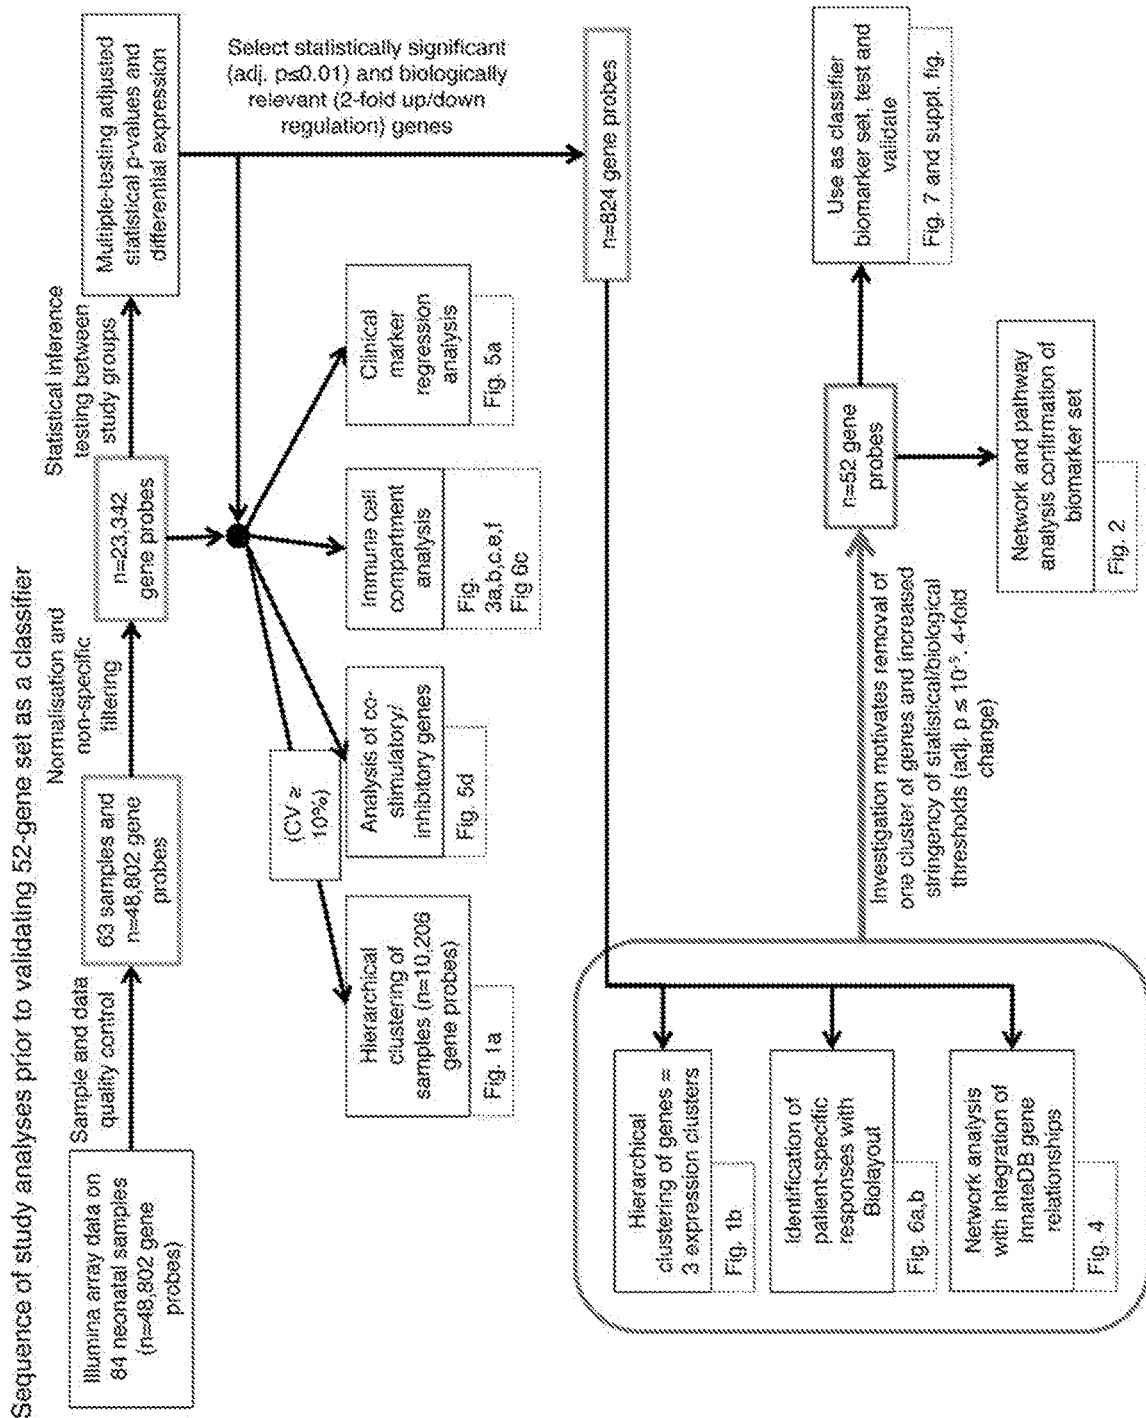 Sequence of study analyses prior to validating 52-gene set as a classifier
Illumina array data on
84 neonatal samples
(n=48,802 gene
probes)
Sample and data
quality control
63 samples and
n=48,802 gene
probes
Normalisation and
non-specific
filtering
n=23,342
gene probes
Statistical inference
testing between
study groups
Multiple-testing adjusted
statistical p-values and
differential expression
Select statistically significant
(adj. p≤0.01) and biologically
relevant (2-fold up/down
regulation) genes
(CV ≥
10%)
Hierarchical
clustering of
samples (n=10,206
gene probes)
Fig. 1a
Analysis of co-
stimulatory/
inhibitory genes
Fig. 5d
Immune cell
compartment
analysis
Fig.
3a,b,c,e,f
Fig 6c
Clinical
marker
regression
analysis
Fig. 5a
n=824 gene probes
Hierarchical
clustering of genes =
3 expression clusters
Fig. 1b
Identification of
patient-specific
responses with
Biolayout
Fig. 6a,b
Network analysis
with integration of
InnateDB gene
relationships
Fig. 4
Investigation motivates removal of
one cluster of genes and increased
stringency of statistical/biological
thresholds (adj. p ≤ 10⁻⁵, 4-fold
change)
n=52 gene
probes
Use as classifier
biomarker set, test and
validate
Fig. 7 and suppl. fig.
Network and pathway
analysis confirmation of
biomarker set
Fig. 2